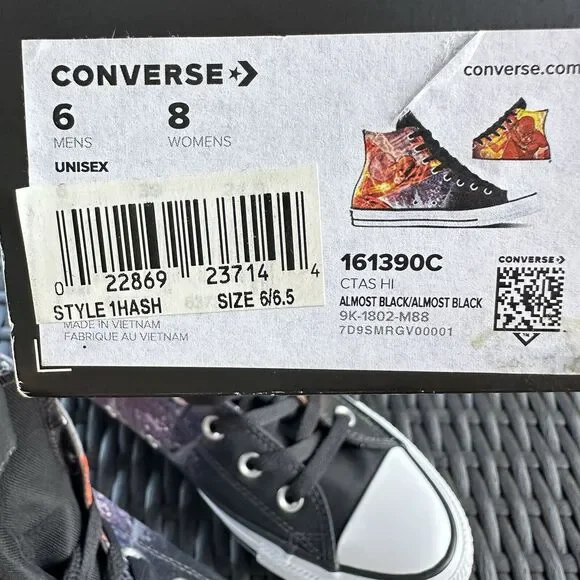 CONVERSE
converse.com
6 8
MENS WOMENS
UNISEX
0 22869 23714 4
STYLE 1HASH SIZE 6/6.5
MADE IN VIETNAM
FABRIQUE AU VIETNAM
161390C
CTAS HI
ALMOST BLACK/ALMOST BLACK
9K-1802-M88
7D9SMRGV00001
CONVERSE